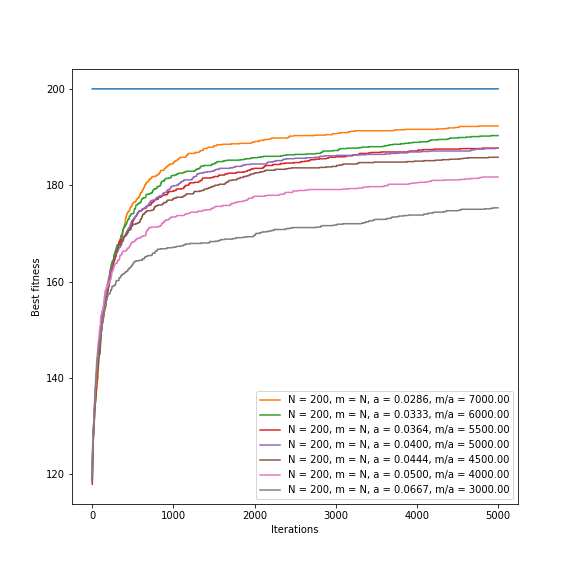 200
180
160
140
120
Best fitness
N = 200, m = N, a = 0.0286, m/a = 7000.00
N = 200, m = N, a = 0.0333, m/a = 6000.00
N = 200, m = N, a = 0.0364, m/a = 5500.00
N = 200, m = N, a = 0.0400, m/a = 5000.00
N = 200, m = N, a = 0.0444, m/a = 4500.00
N = 200, m = N, a = 0.0500, m/a = 4000.00
N = 200, m = N, a = 0.0667, m/a = 3000.00
0 1000 2000 3000 4000 5000
Iterations